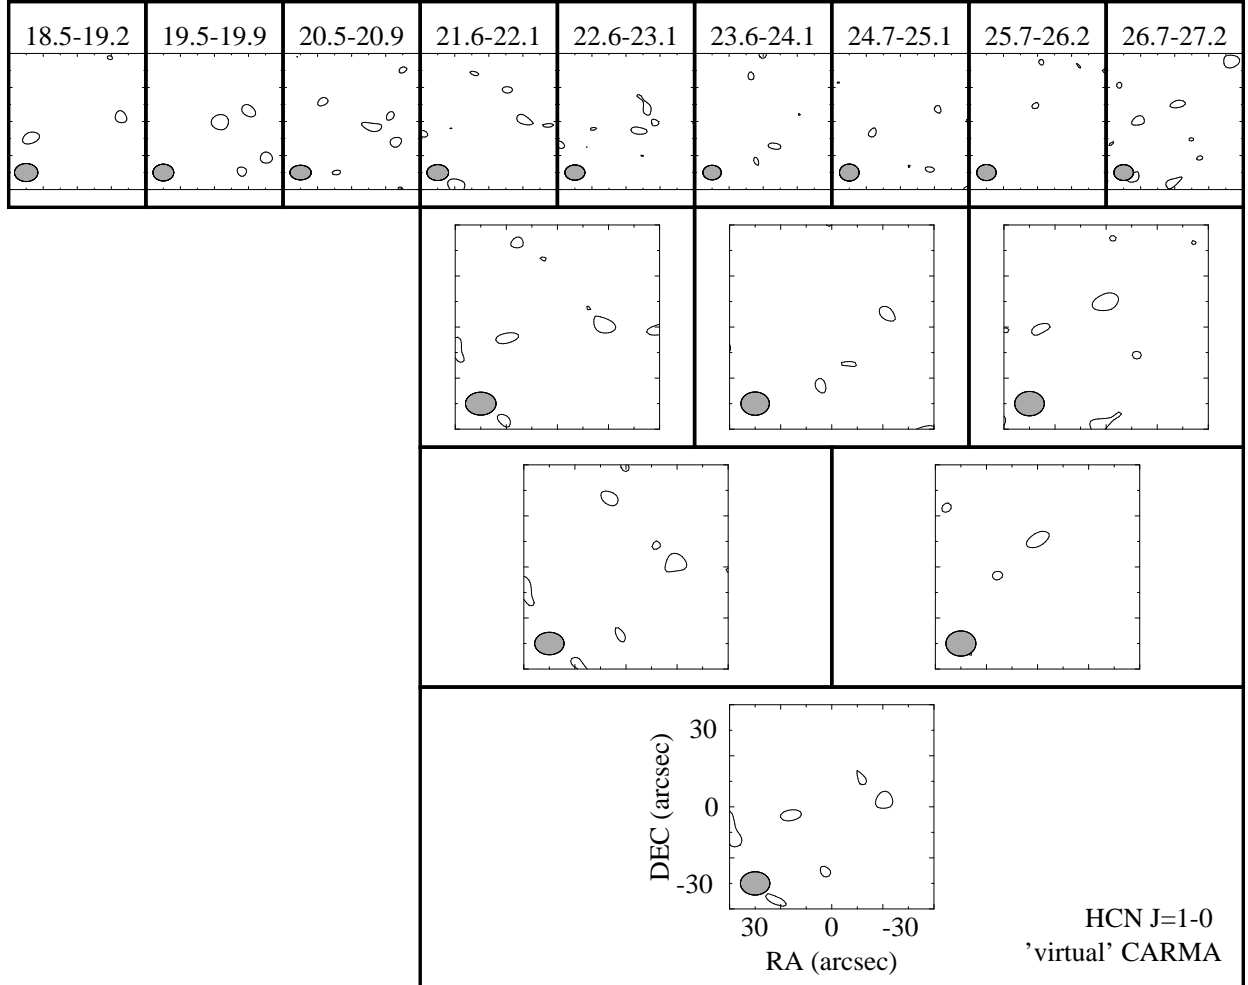 18.5-19.2 19.5-19.9 20.5-20.9 21.6-22.1 22.6-23.1 23.6-24.1 24.7-25.1 25.7-26.2 26.7-27.2
30
0
-30
DEC (arcsec)
30 0 -30
RA (arcsec)
HCN J=1-0
'virtual' CARMA